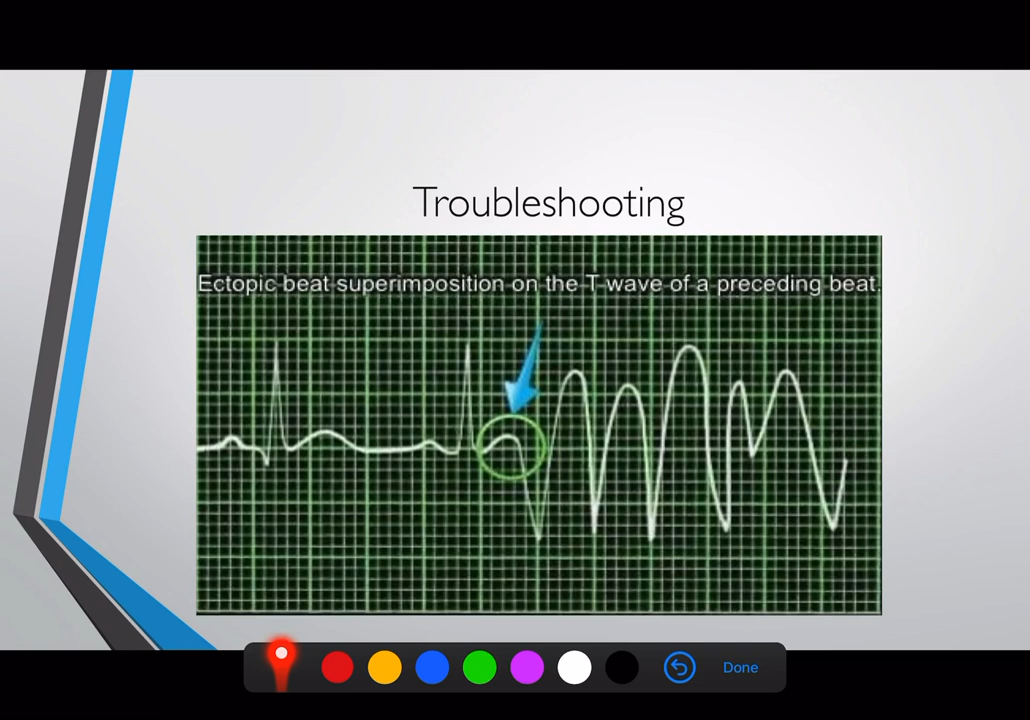 Troubleshooting
Ectopic beat superimposition on the T wave of a preceding beat.
Done